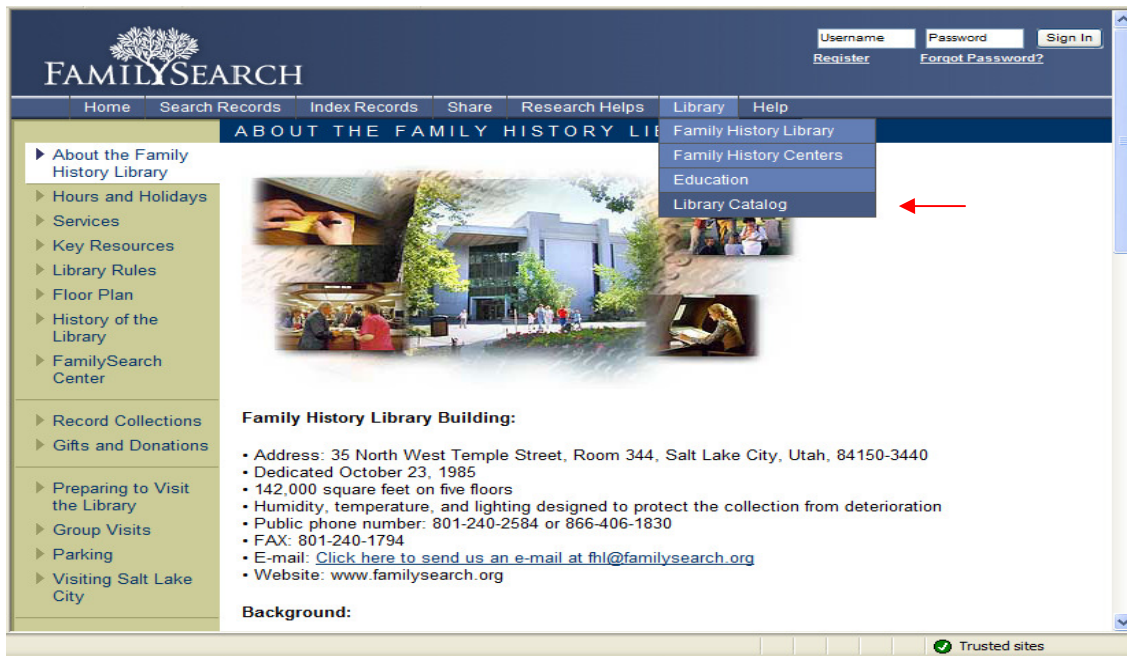 Username
Password
Sign In
Register
Forgot Password?
FAMILYSEARCH
Home Search Records Index Records Share Research Helps Library Help
ABOUT THE FAMILY HISTORY LI
Family History Library
Family History Centers
Education
Library Catalog
About the Family
History Library
Hours and Holidays
Services
Key Resources
Library Rules
Floor Plan
History of the
Library
FamilySearch
Center
Record Collections
Gifts and Donations
Preparing to Visit
the Library
Group Visits
Parking
Visiting Salt Lake
City
Family History Library Building:
• Address: 35 North West Temple Street, Room 344, Salt Lake City, Utah, 84150-3440
• Dedicated October 23, 1985
• 142,000 square feet on five floors
• Humidity, temperature, and lighting designed to protect the collection from deterioration
• Public phone number: 801-240-2584 or 866-406-1830
• FAX: 801-240-1794
• E-mail: Click here to send us an e-mail at fhl@familysearch.org
• Website: www.familysearch.org
Background:
Trusted sites